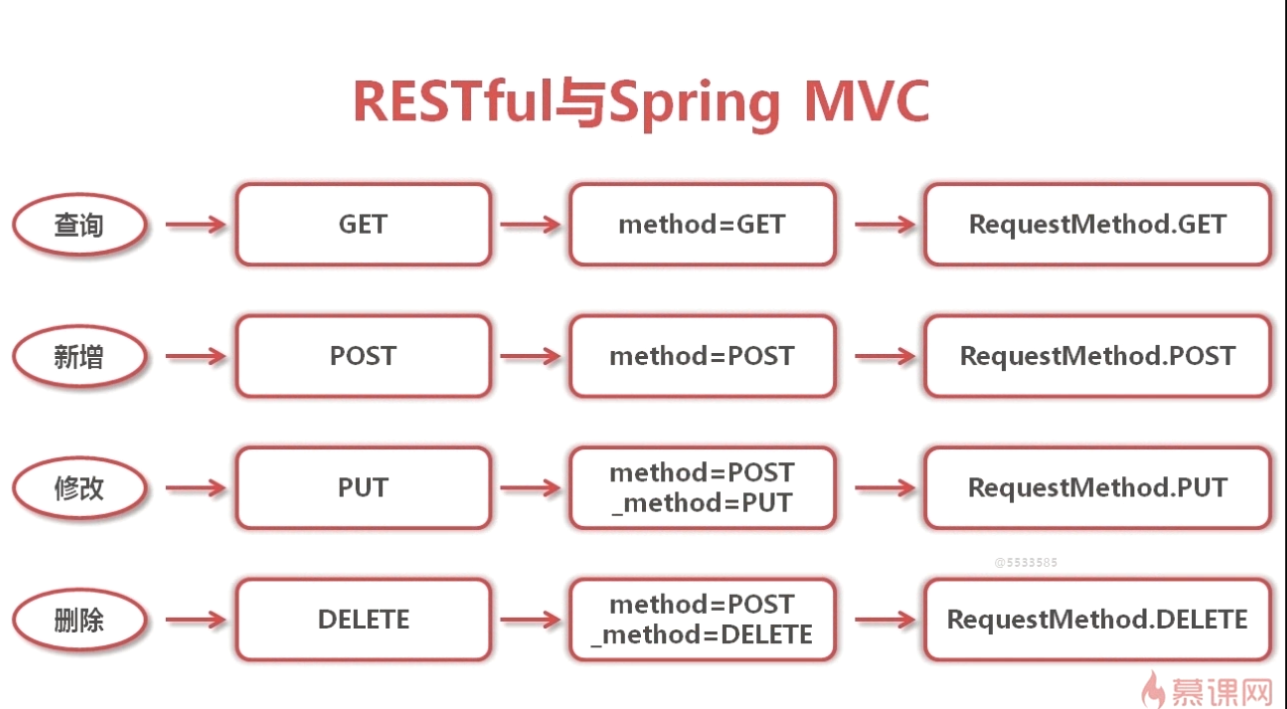 RESTful与Spring MVC
查询
GET
method=GET
RequestMethod.GET
新增
POST
method=POST
RequestMethod.POST
修改
PUT
method=POST
_method=PUT
RequestMethod.PUT
@5533585
删除
DELETE
method=POST
_method=DELETE
RequestMethod.DELETE
慕课网